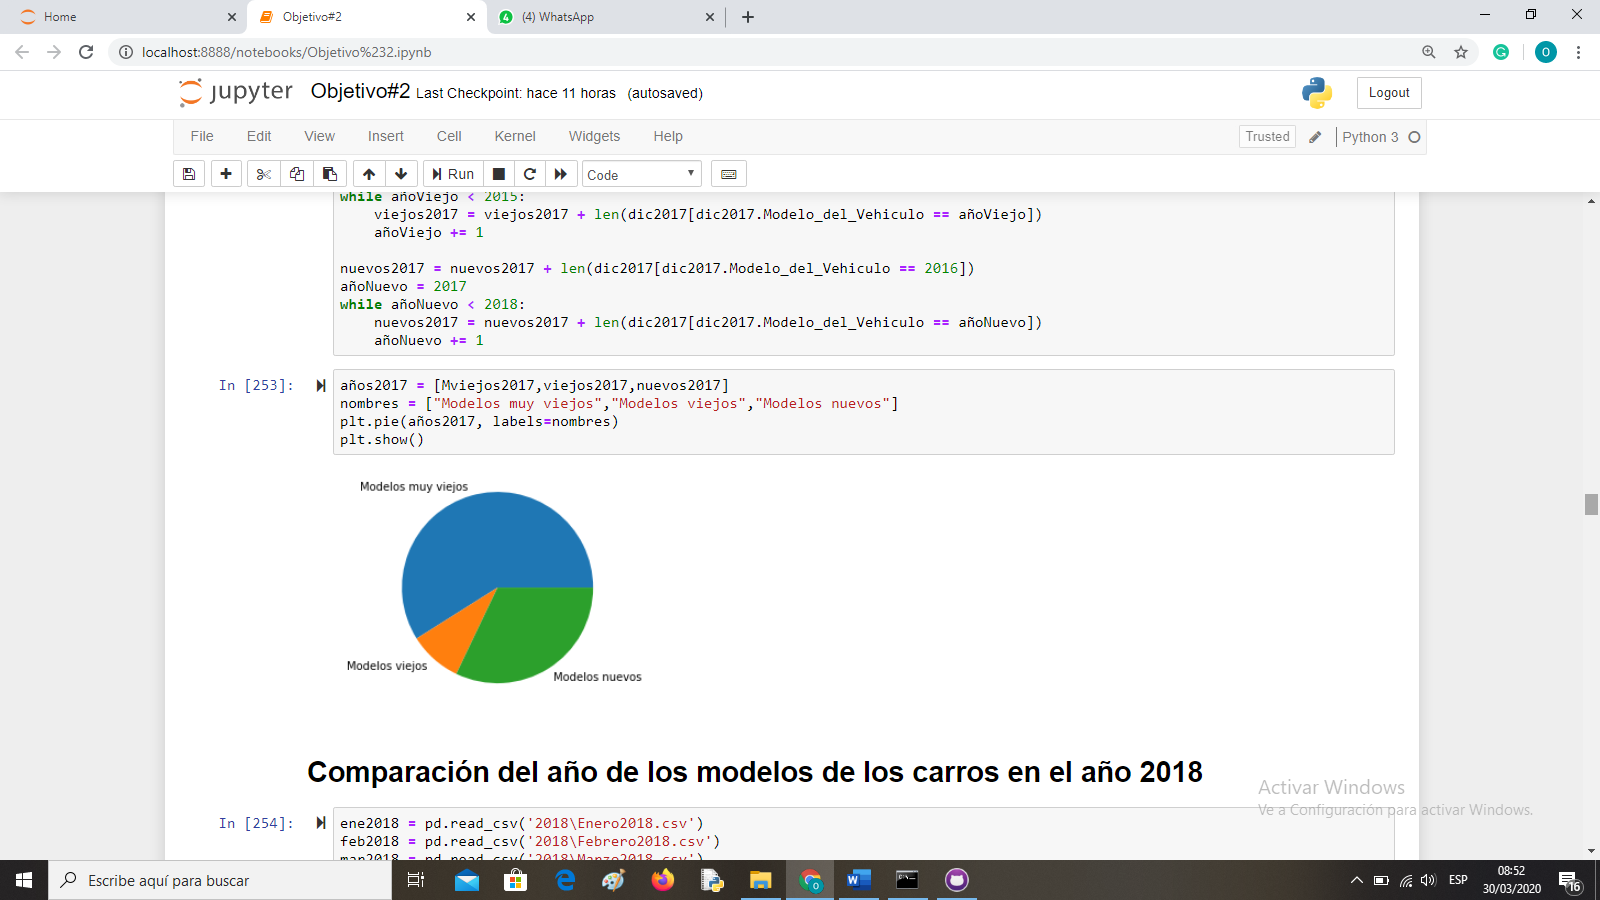 Home
Objetivo#2
(4) WhatsApp
localhost:8888/notebooks/Objetivo%232.ipynb
O
jupyter Objetivo#2 Last Checkpoint: hace 11 horas (autosaved)
Logout
File Edit View Insert Cell Kernel Widgets Help
Trusted Python 3
Run Code
while añoViejo < 2015:
viejos2017 = viejos2017 + len(dic2017[dic2017.Modelo_del_Vehiculo == añoViejo])
añoViejo += 1
nuevos2017 = nuevos2017 + len(dic2017[dic2017.Modelo_del_Vehiculo == 2016])
añoNuevo = 2017
while añoNuevo < 2018:
nuevos2017 = nuevos2017 + len(dic2017[dic2017.Modelo_del_Vehiculo == añoNuevo])
añoNuevo += 1
In [253]:
años2017 = [Mviejos2017,viejos2017,nuevos2017]
nombres = ["Modelos muy viejos","Modelos viejos","Modelos nuevos"]
plt.pie(años2017, labels=nombres)
plt.show()
Modelos muy viejos
Modelos viejos
Modelos nuevos
Comparación del año de los modelos de los carros en el año 2018
Activar Windows
Ve a Configuración para activar Windows.
In [254]:
ene2018 = pd.read_csv('2018\Enero2018.csv')
feb2018 = pd.read_csv('2018\Febrero2018.csv')
mar2018 = pd.read_csv('2018\Marzo2018.csv')
Escribe aquí para buscar
ESP
08:52
30/03/2020
16